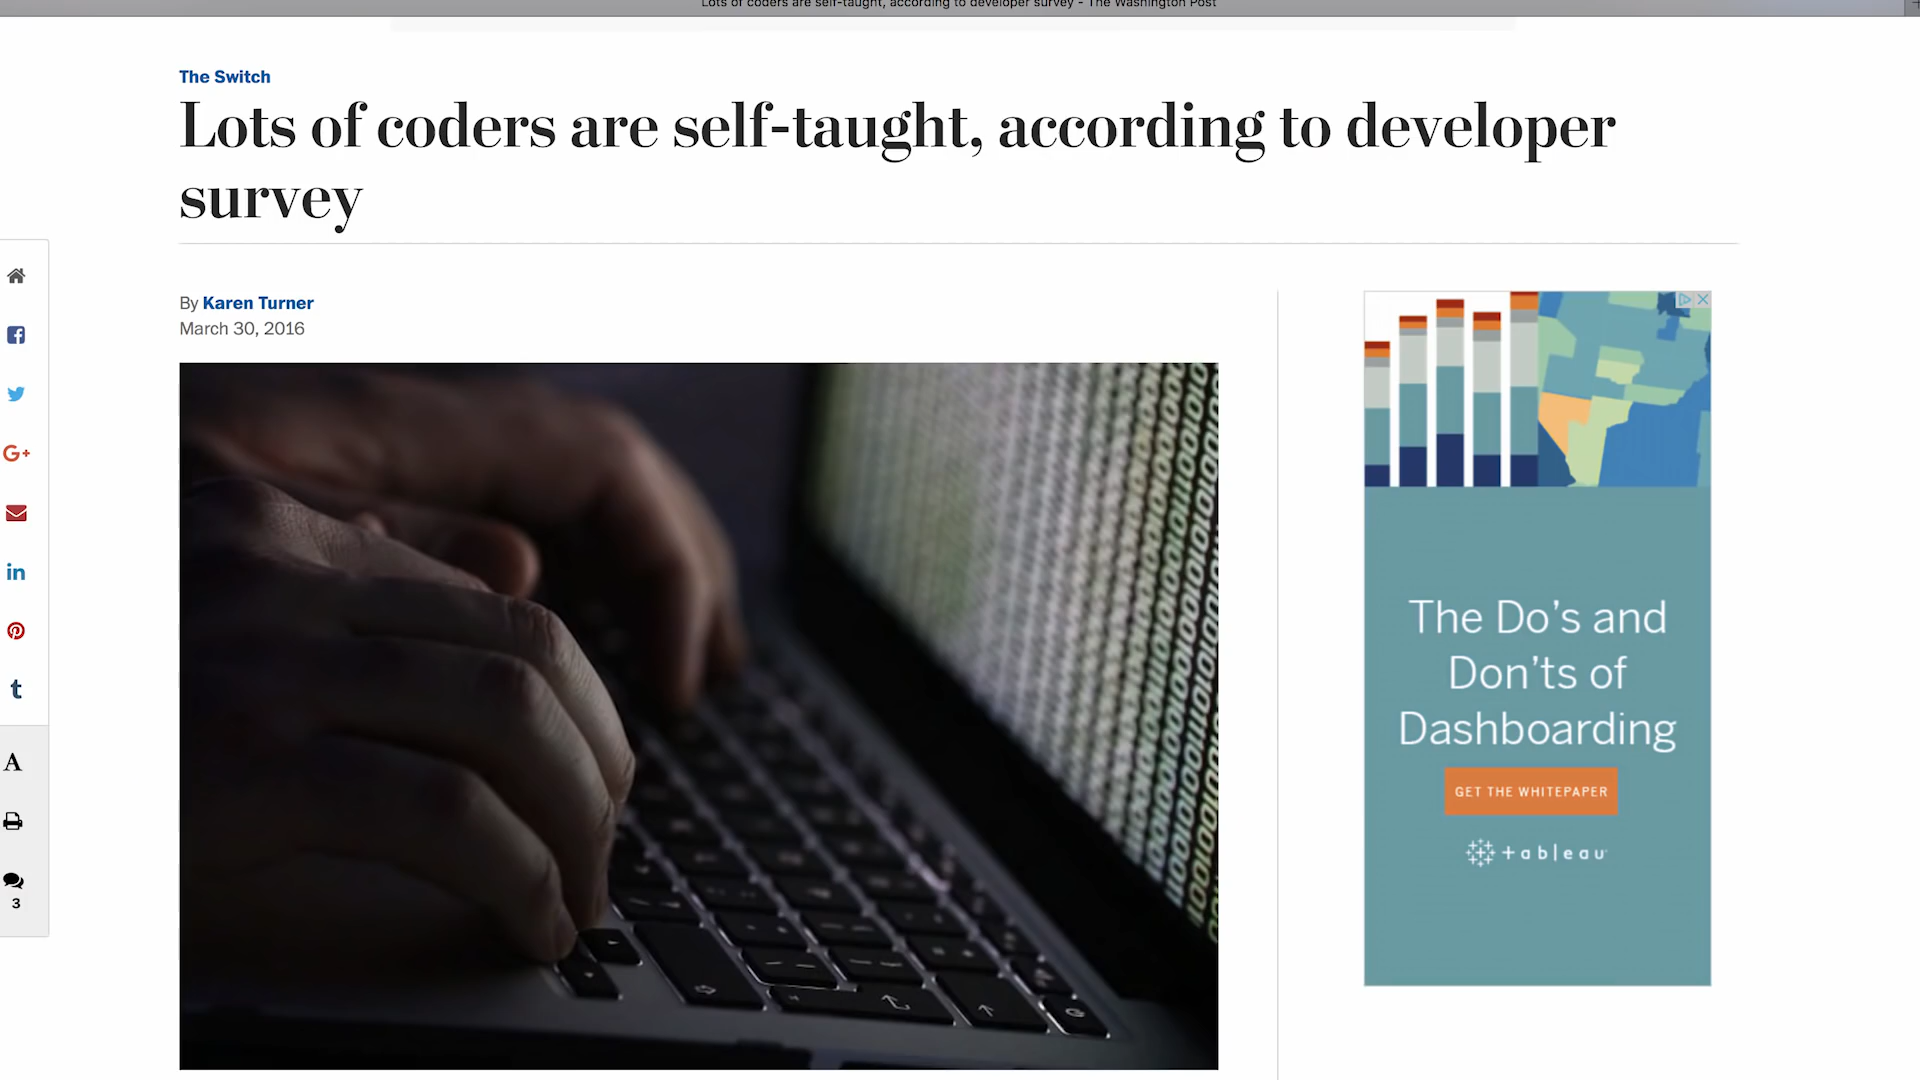 Lots of coders are self-taught, according to developer survey - The Washington Post
The Switch
Lots of coders are self-taught, according to developer
survey
By Karen Turner
March 30, 2016
G+
in
t
A
3
The Do's and
Don'ts of
Dashboarding
GET THE WHITEPAPER
+ableau